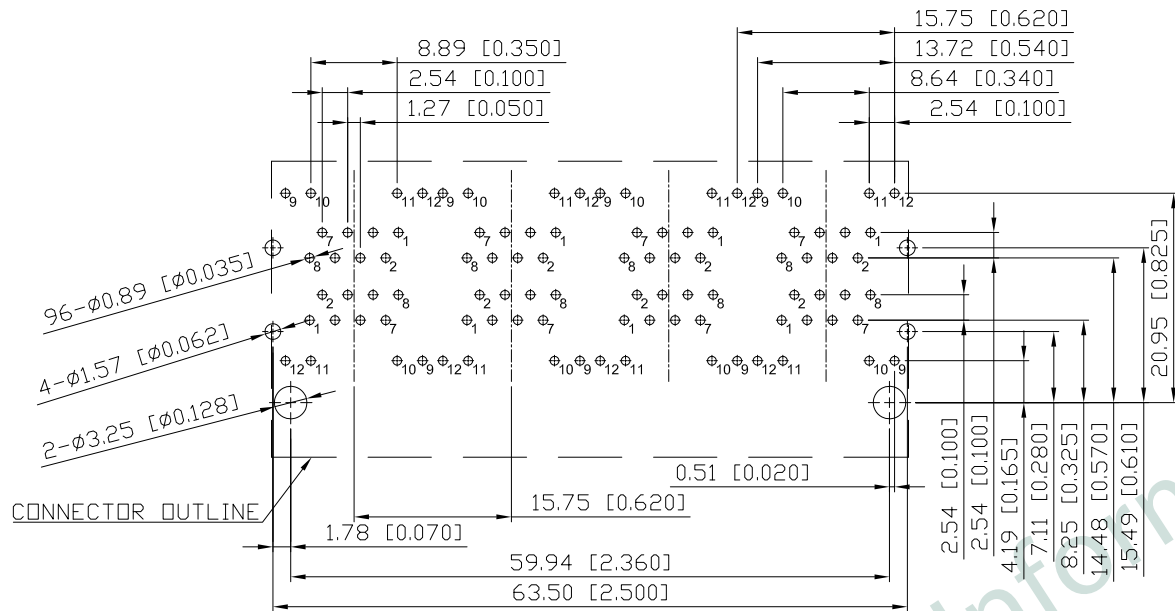 15.75 [0.620]
8.89 [0.350]
13.72 [0.540]
2.54 [0.100]
8.64 [0.340]
1.27 [0.050]
2.54 [0.100]
9 10 11 12 9 10 11 12 9 10 11 12 9 10 11 12
7 1 7 1 7 1 7 1
8 2 8 2 8 2 8 2
2 8 2 8 2 8 2 8
1 7 1 7 1 7 1 7
12 11 10 9 12 11 10 9 12 11 10 9 12 11 10 9
96-ø0.89 [ø0.035]
4-ø1.57 [ø0.062]
2-ø3.25 [ø0.128]
20.95 [0.825]
2.54 [0.100]
2.54 [0.100]
4.19 [0.165]
7.11 [0.280]
8.25 [0.325]
14.48 [0.570]
15.49 [0.610]
0.51 [0.020]
CONNECTOR OUTLINE
15.75 [0.620]
1.78 [0.070]
59.94 [2.360]
63.50 [2.500]